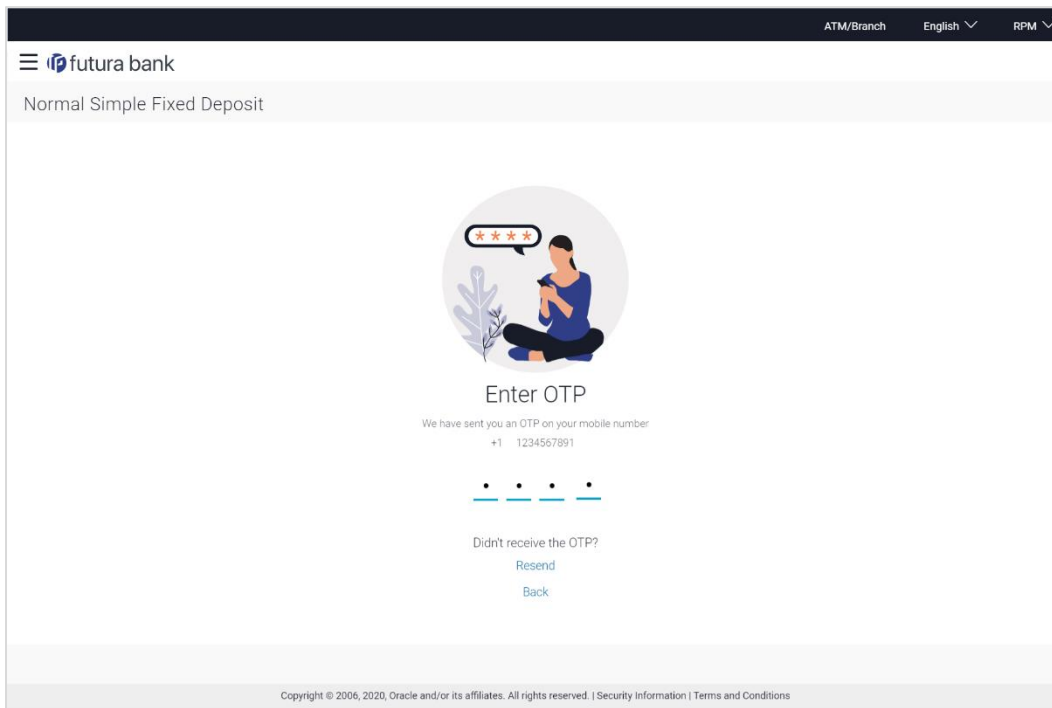 ATM/Branch English RPM
futura bank
Normal Simple Fixed Deposit
****
Enter OTP
We have sent you an OTP on your mobile number
+1 1234567891
Didn't receive the OTP?
Resend
Back
Copyright © 2006, 2020, Oracle and/or its affiliates. All rights reserved. | Security Information | Terms and Conditions